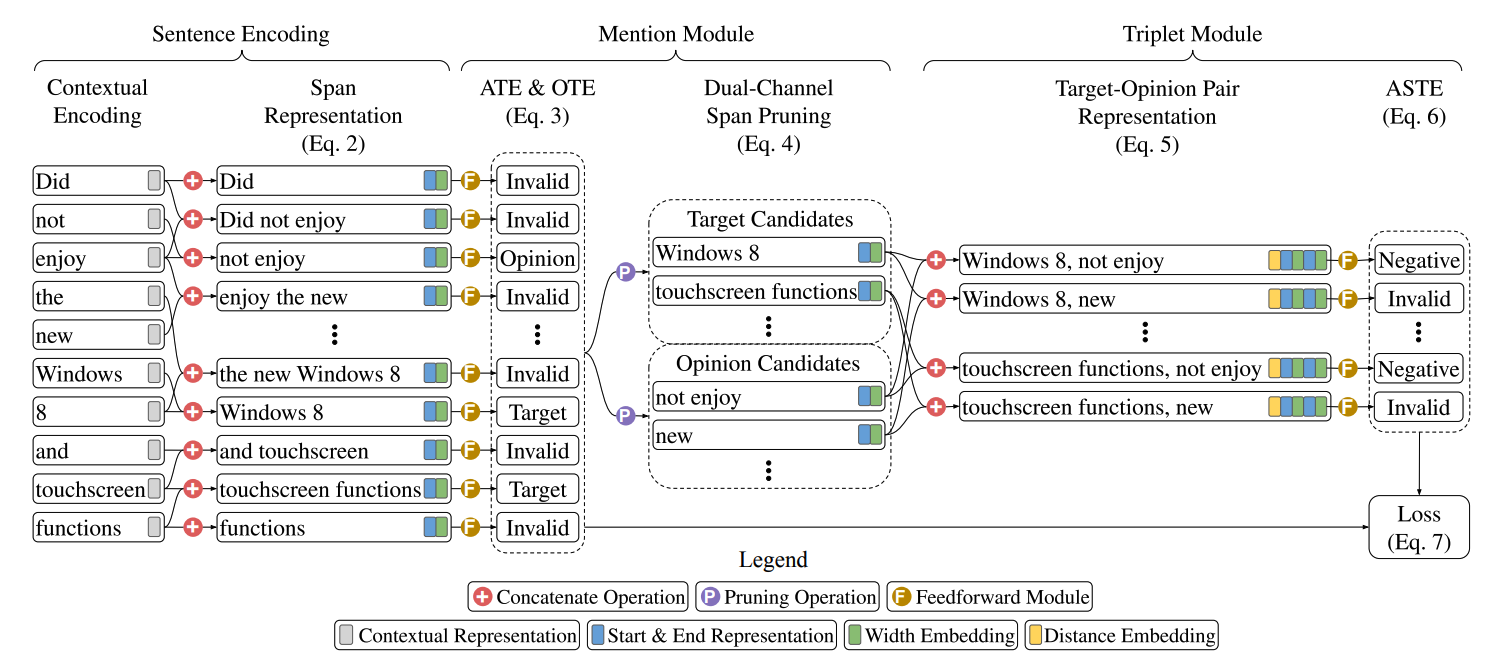 Sentence Encoding
Mention Module
Triplet Module
Contextual
Encoding
Span
Representation
(Eq. 2)
ATE & OTE
(Eq. 3)
Dual-Channel
Span Pruning
(Eq. 4)
Target-Opinion Pair
Representation
(Eq. 5)
ASTE
(Eq. 6)
Did
not
enjoy
the
new
Windows
8
and
touchscreen
functions
Did
Did not enjoy
not enjoy
enjoy the new
the new Windows 8
Windows 8
and touchscreen
touchscreen functions
functions
F
F
F
F
F
F
F
F
F
Invalid
Invalid
Opinion
Invalid
Invalid
Target
Invalid
Target
Invalid
P
P
Target Candidates
Windows 8
touchscreen functions
Opinion Candidates
not enjoy
new
Windows 8, not enjoy
Windows 8, new
touchscreen functions, not enjoy
touchscreen functions, new
F
F
F
F
Negative
Invalid
Negative
Invalid
Loss
(Eq. 7)
Legend
+ Concatenate Operation
P Pruning Operation
F Feedforward Module
Contextual Representation
Start & End Representation
Width Embedding
Distance Embedding